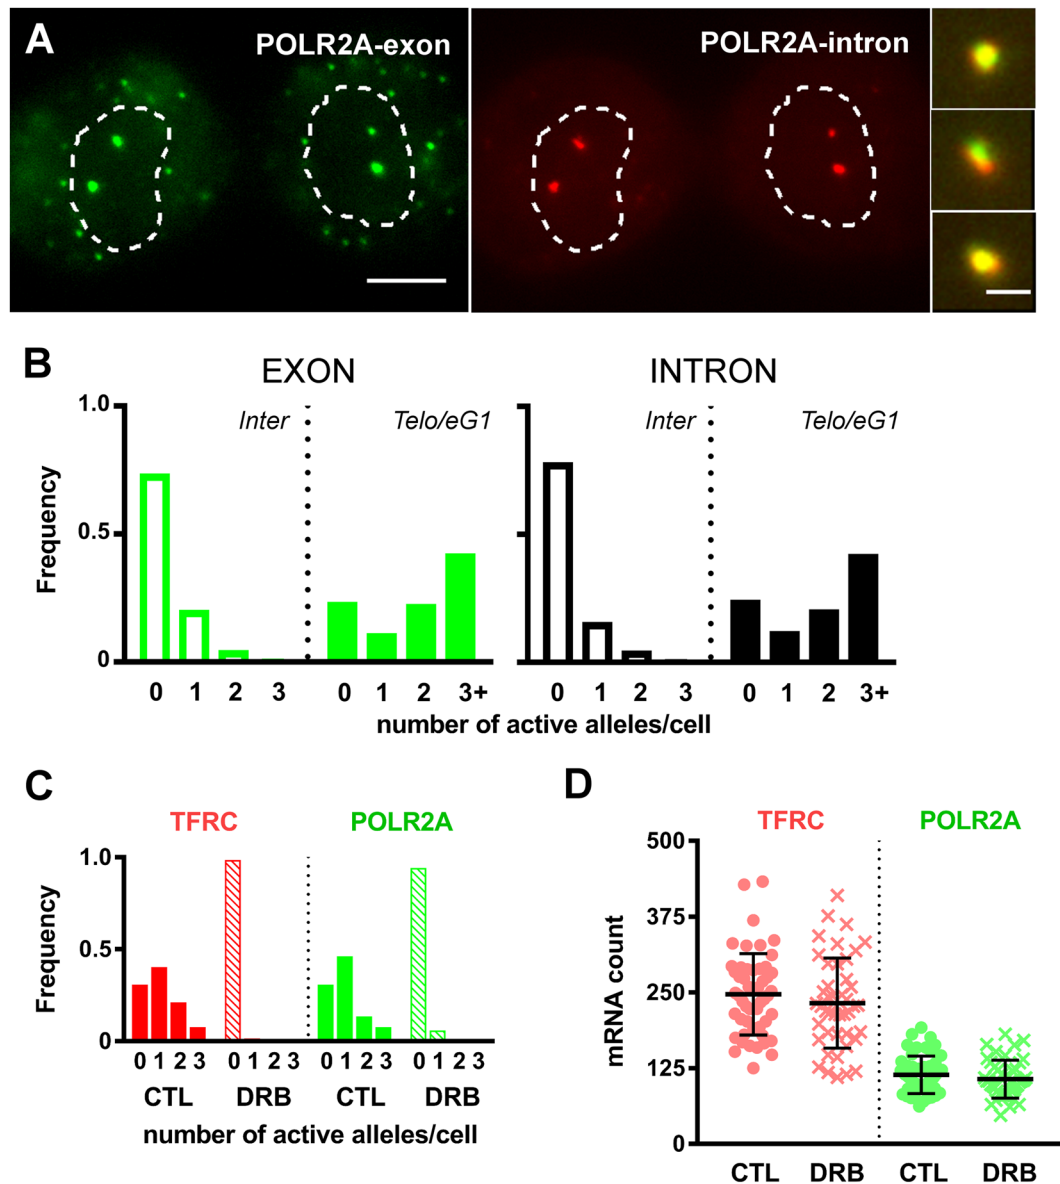 A
POLR2A-exon
POLR2A-intron
B
EXON
INTRON
1.0
Inter
Telo/eG1
Inter
Telo/eG1
Frequency
0.5
0
0 1 2 3 0 1 2 3+ 0 1 2 3 0 1 2 3+
number of active alleles/cell
C
TFRC
POLR2A
1.0
Frequency
0.5
0
0 1 2 3 0 1 2 3 0 1 2 3 0 1 2 3
CTL DRB CTL DRB
number of active alleles/cell
D
TFRC
POLR2A
500
375
mRNA count
250
125
0
CTL DRB CTL DRB